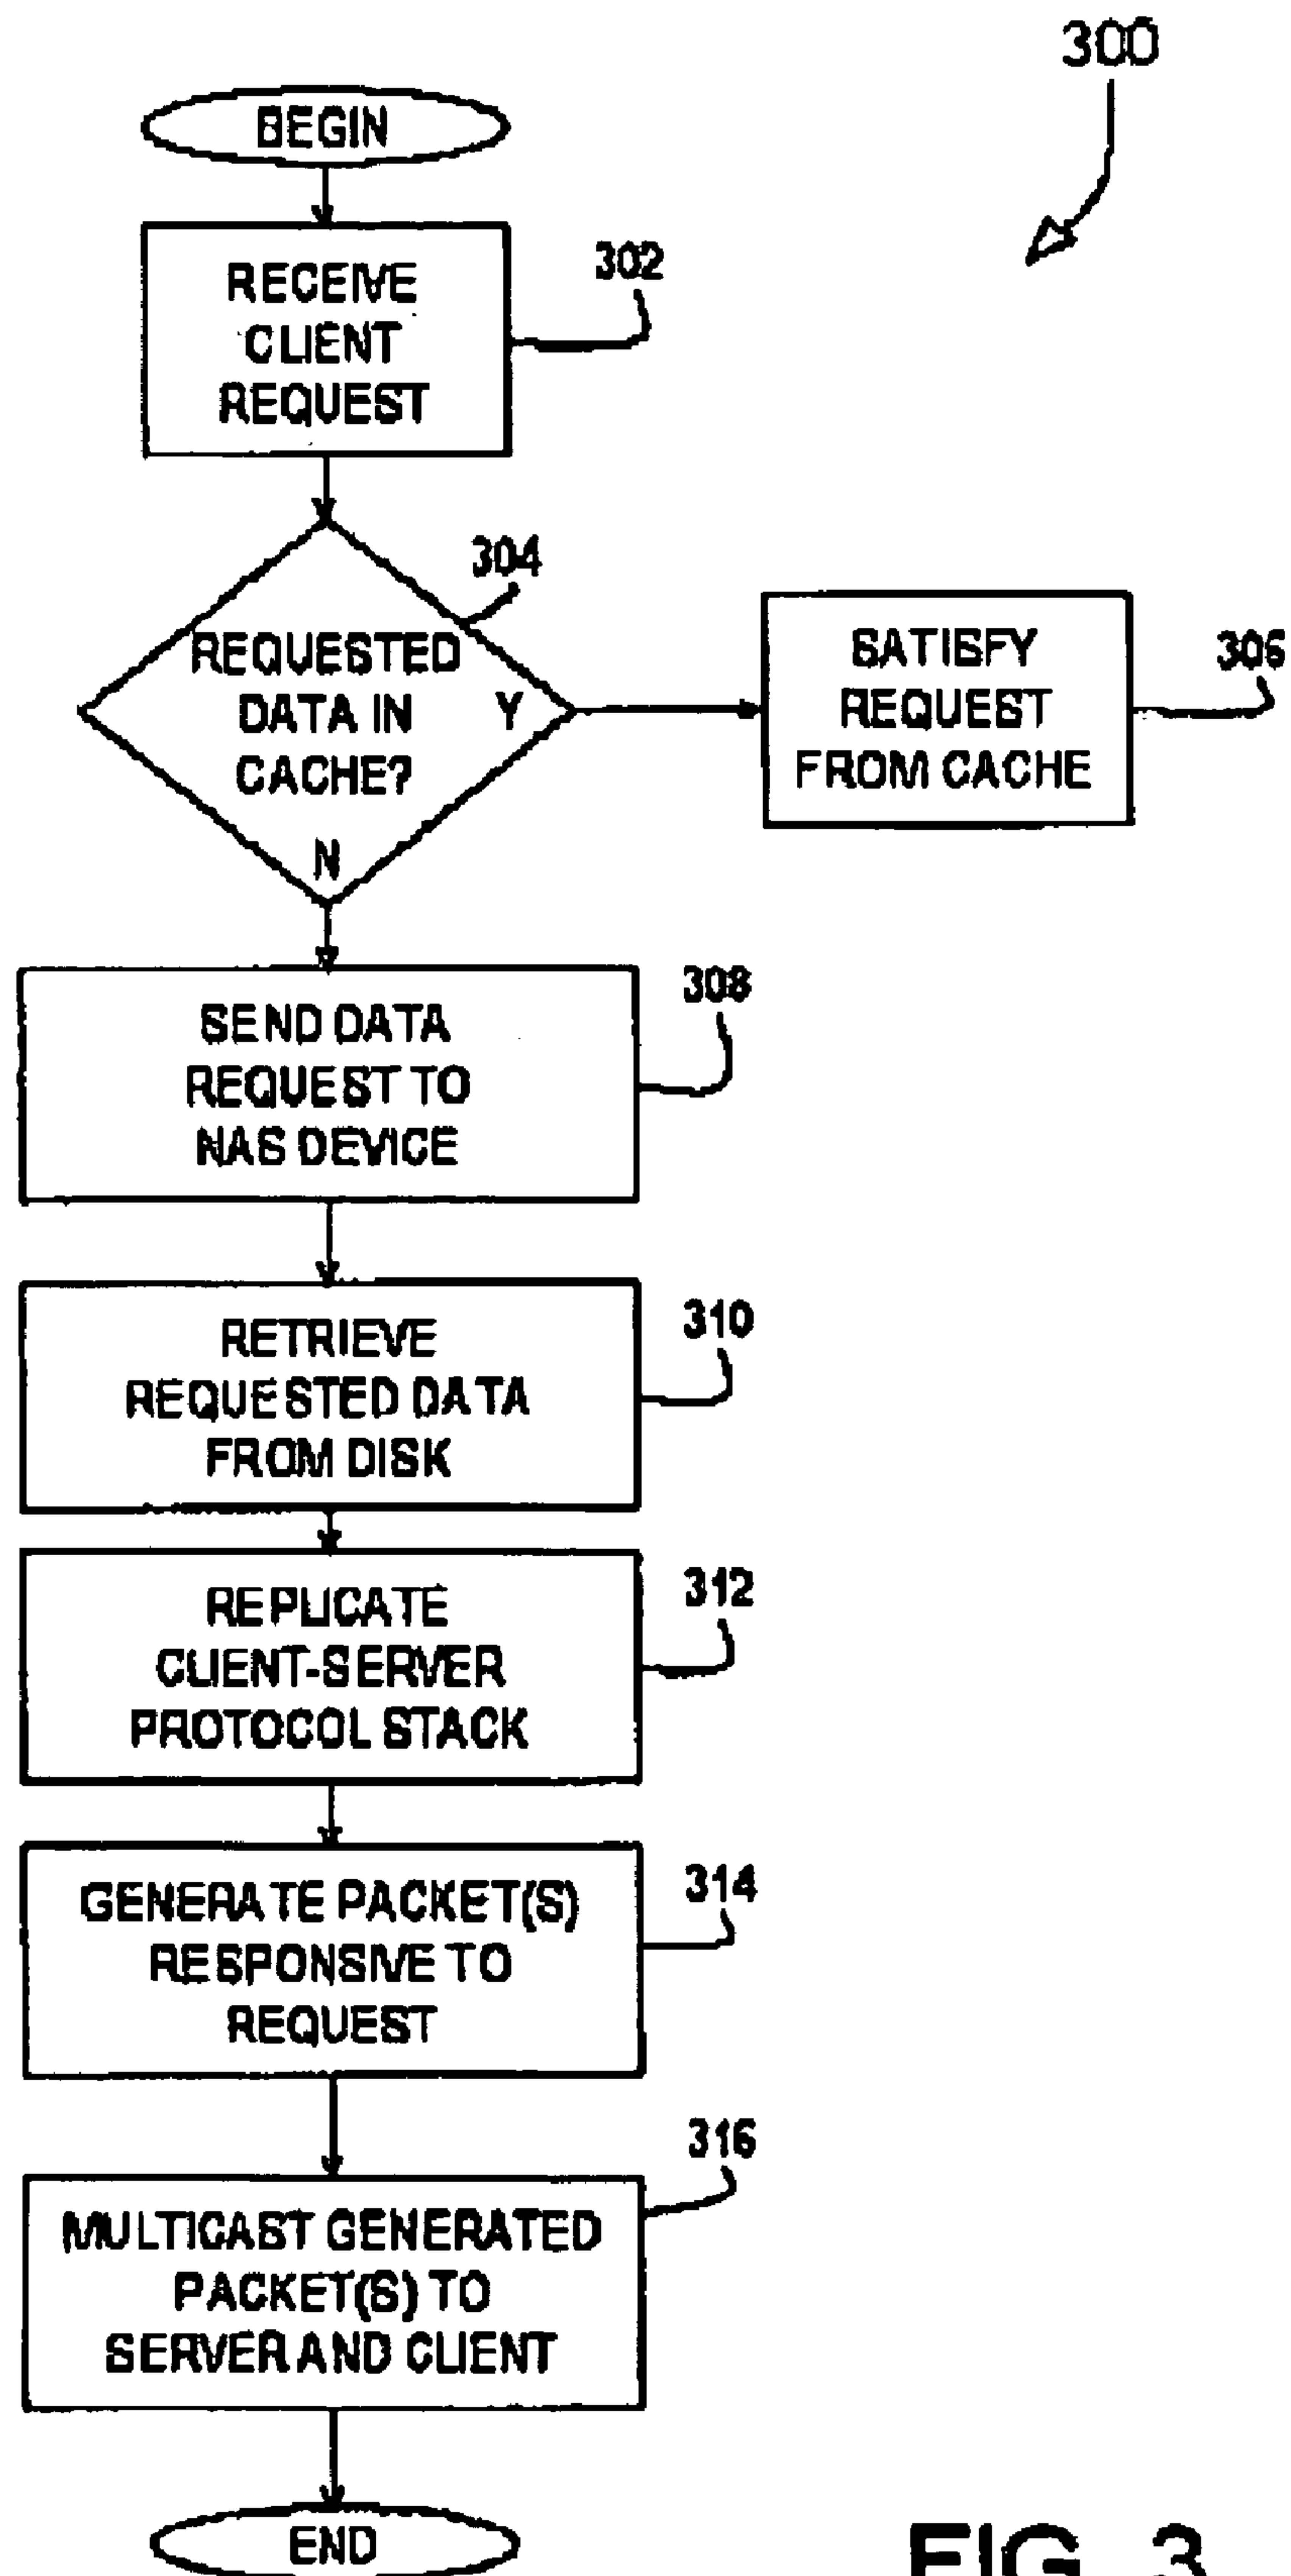 300
BEGIN
RECEIVE
CLIENT
REQUEST
302
304
REQUESTED
DATA IN
CACHE?
Y
N
SATISFY
REQUEST
FROM CACHE
306
SEND DATA
REQUEST TO
NAS DEVICE
308
RETRIEVE
REQUESTED DATA
FROM DISK
310
REPLICATE
CLIENT-SERVER
PROTOCOL STACK
312
GENERATE PACKET(S)
RESPONSIVE TO
REQUEST
314
MULTICAST GENERATED
PACKET(S) TO
SERVER AND CLIENT
316
END
FIG. 3